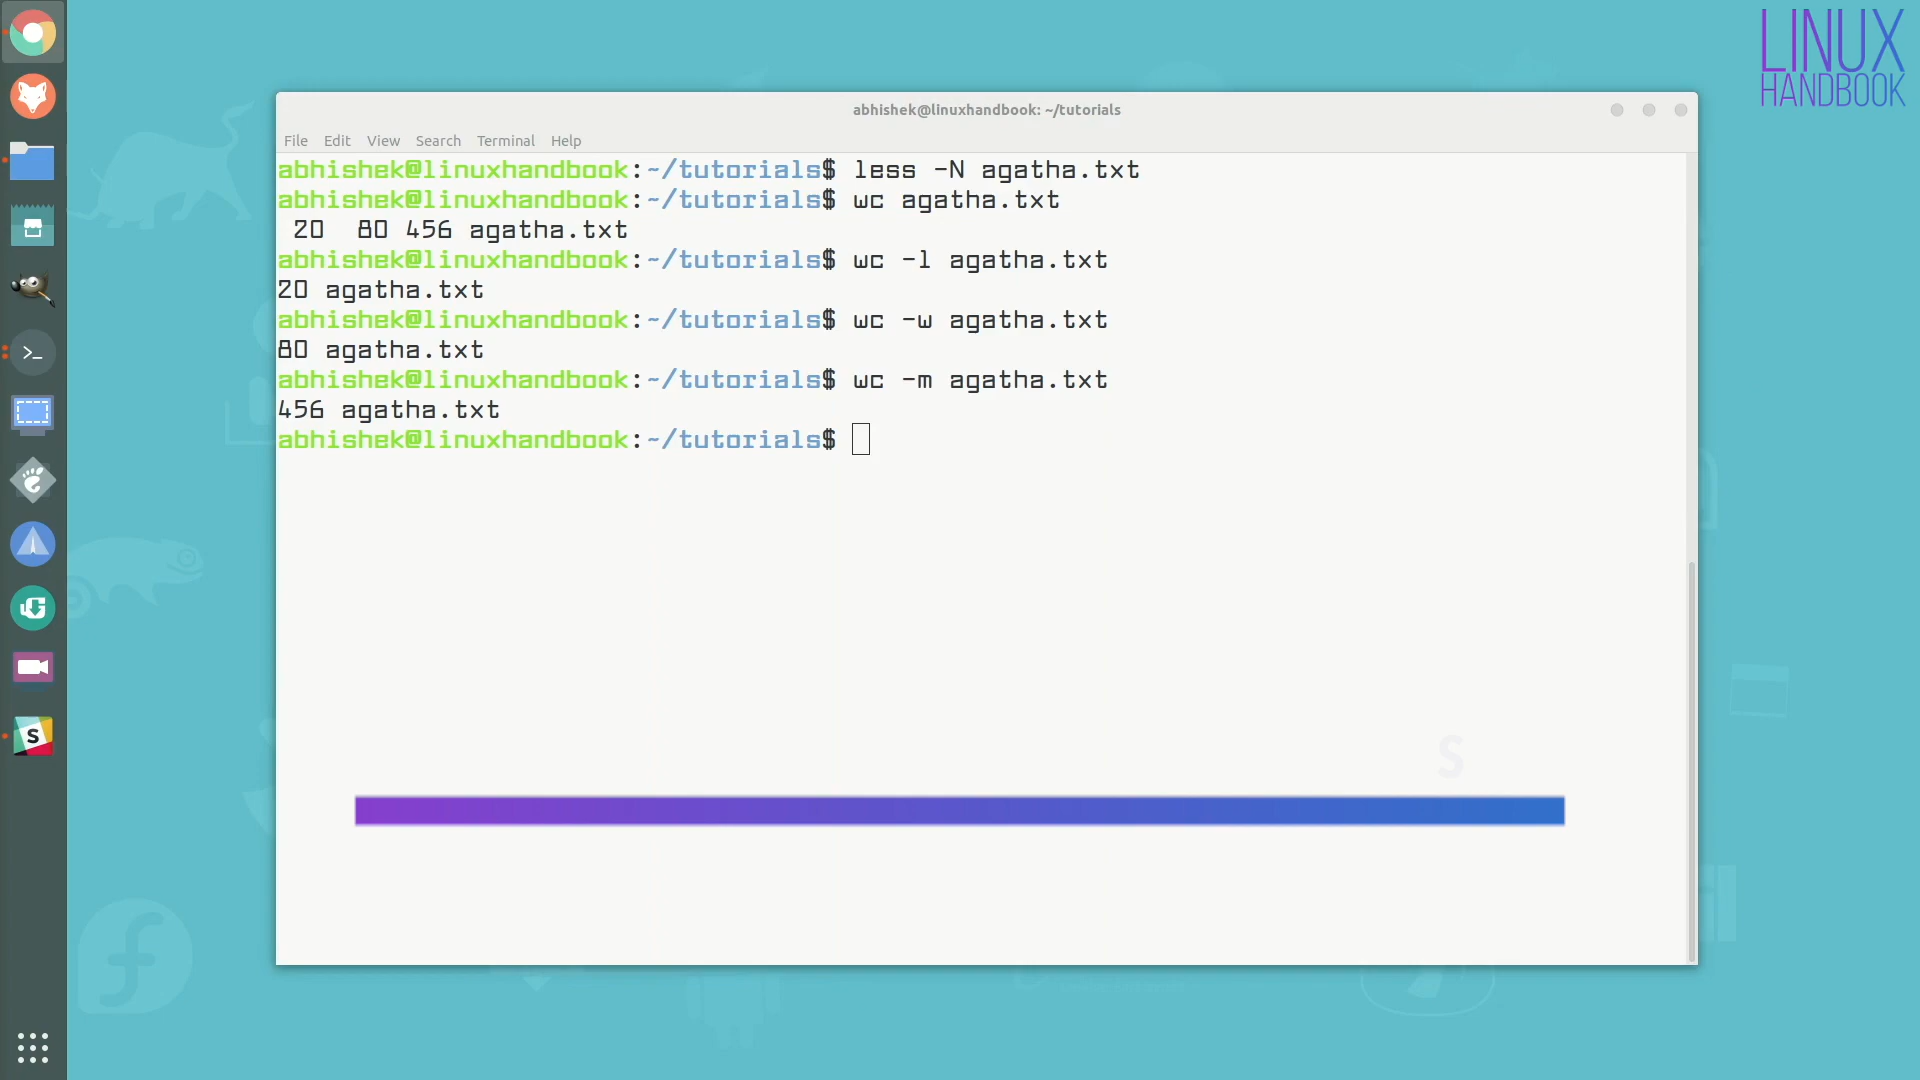 LINUX
HANDBOOK
abhishek@linuxhandbook: ~/tutorials
File Edit View Search Terminal Help
abhishek@linuxhandbook:~/tutorials$ less -N agatha.txt
abhishek@linuxhandbook:~/tutorials$ wc agatha.txt
 20  80 456 agatha.txt
abhishek@linuxhandbook:~/tutorials$ wc -l agatha.txt
20 agatha.txt
abhishek@linuxhandbook:~/tutorials$ wc -w agatha.txt
80 agatha.txt
abhishek@linuxhandbook:~/tutorials$ wc -m agatha.txt
456 agatha.txt
abhishek@linuxhandbook:~/tutorials$
S
S